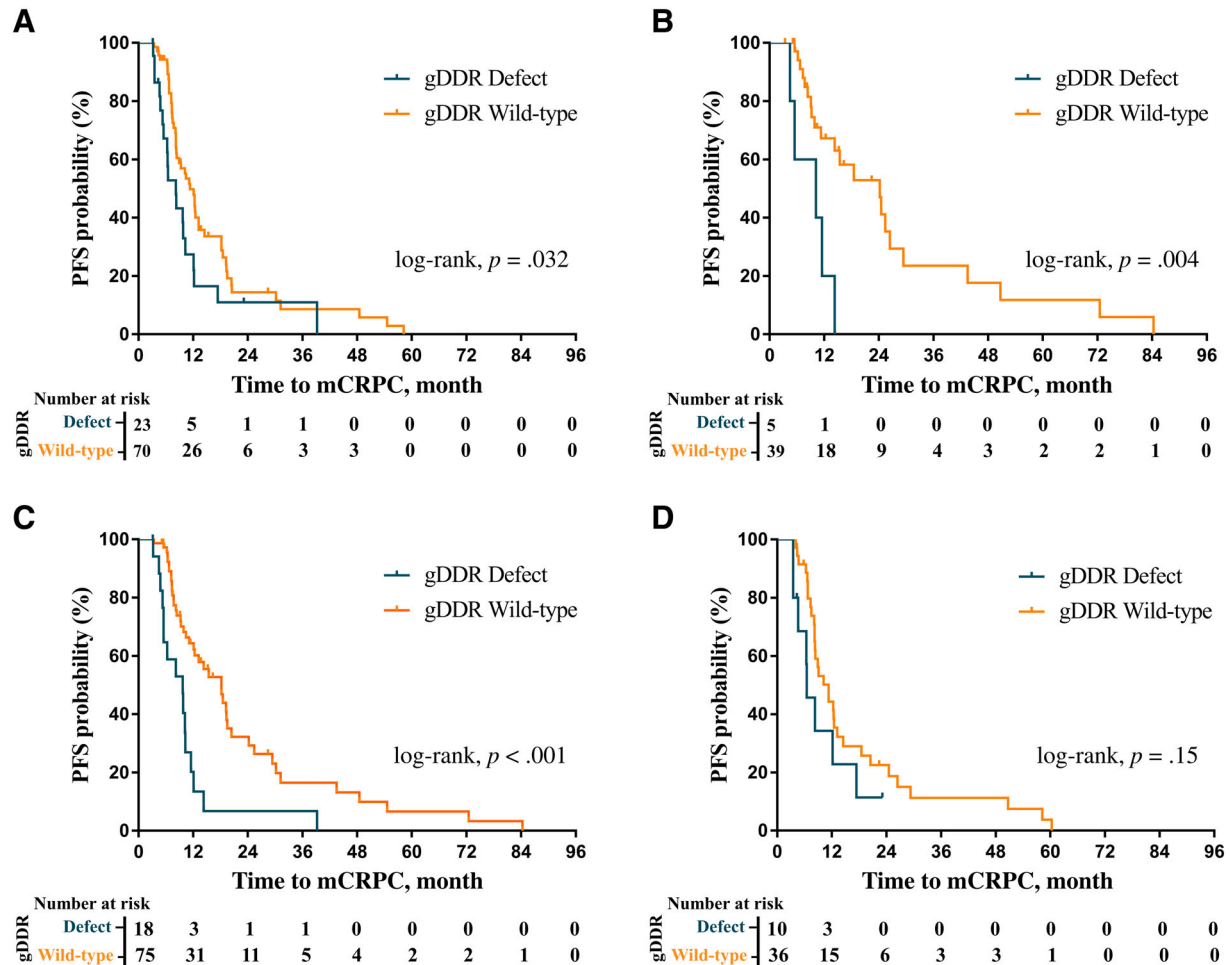 A
100
80
60
40
20
0
PFS probability (%)
gDDR Defect
gDDR Wild-type
log-rank, p = .032
0 12 24 36 48 60 72 84 96
Time to mCRPC, month
Number at risk
gDDR
Defect 23 5 1 1 0 0 0 0 0
Wild-type 70 26 6 3 3 0 0 0 0
B
100
80
60
40
20
0
PFS probability (%)
gDDR Defect
gDDR Wild-type
log-rank, p = .004
0 12 24 36 48 60 72 84 96
Time to mCRPC, month
Number at risk
gDDR
Defect 5 1 0 0 0 0 0 0 0
Wild-type 39 18 9 4 3 2 2 1 0
C
100
80
60
40
20
0
PFS probability (%)
gDDR Defect
gDDR Wild-type
log-rank, p < .001
0 12 24 36 48 60 72 84 96
Time to mCRPC, month
Number at risk
gDDR
Defect 18 3 1 1 0 0 0 0 0
Wild-type 75 31 11 5 4 2 2 1 0
D
100
80
60
40
20
0
PFS probability (%)
gDDR Defect
gDDR Wild-type
log-rank, p = .15
0 12 24 36 48 60 72 84 96
Time to mCRPC, month
Number at risk
gDDR
Defect 10 3 0 0 0 0 0 0 0
Wild-type 36 15 6 3 3 1 0 0 0